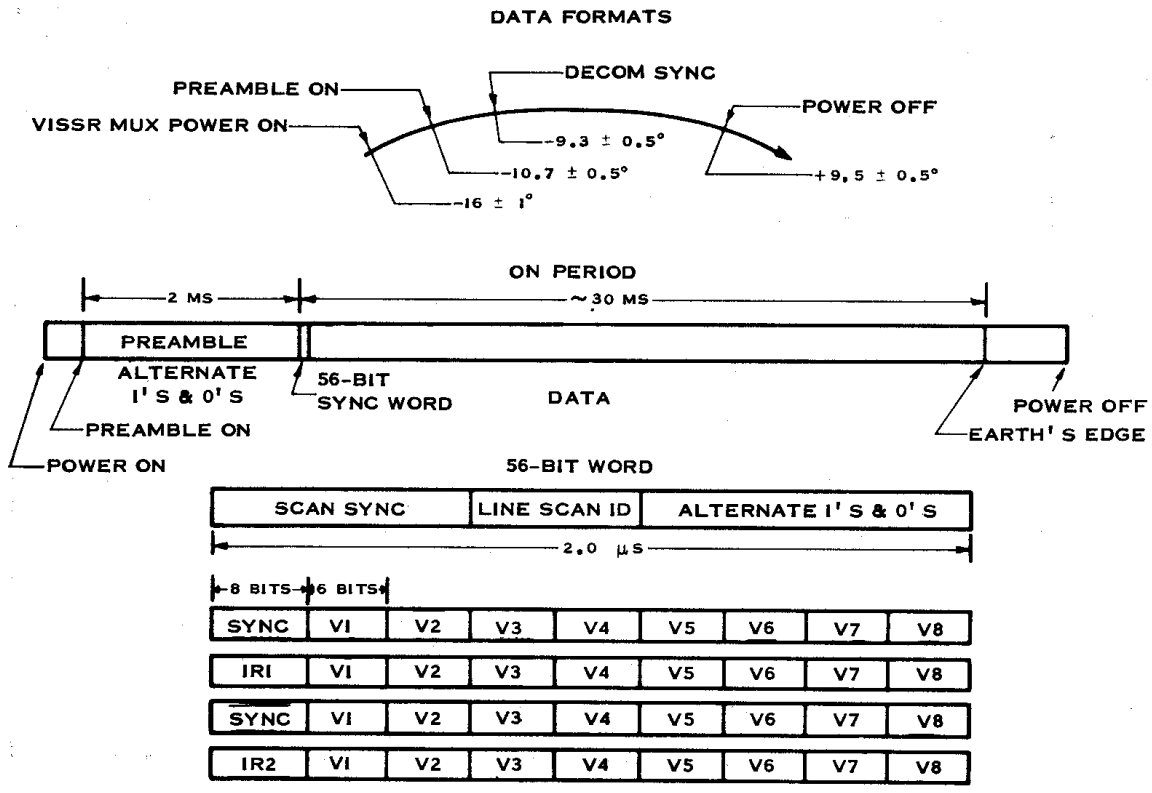 DATA FORMATS
DECOM SYNC
PREAMBLE ON
POWER OFF
VISSR MUX POWER ON
-9.3 ± 0.5°
-10.7 ± 0.5°
+9.5 ± 0.5°
-16 ± 1°
ON PERIOD
2 MS
~30 MS
PREAMBLE
ALTERNATE
1'S & 0'S
56-BIT
SYNC WORD
DATA
POWER OFF
PREAMBLE ON
EARTH'S EDGE
POWER ON
56-BIT WORD
SCAN SYNC LINE SCAN ID ALTERNATE 1'S & 0'S
2.0 μS
8 BITS 6 BITS
SYNC V1 V2 V3 V4 V5 V6 V7 V8
IR1 V1 V2 V3 V4 V5 V6 V7 V8
S̅Y̅N̅C̅ V1 V2 V3 V4 V5 V6 V7 V8
IR2 V1 V2 V3 V4 V5 V6 V7 V8